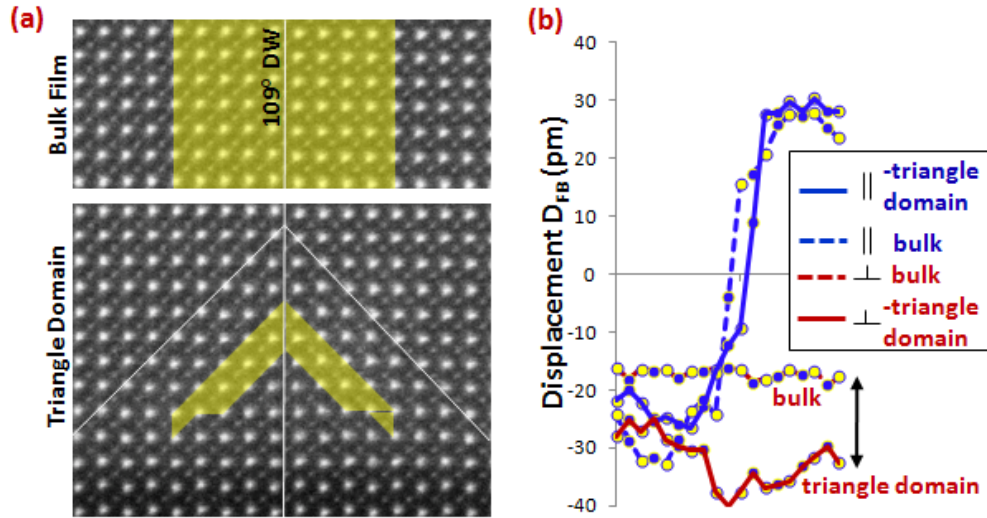 (a)
Bulk Film
109° DW
Triangle Domain
(b)
Displacement D_FB (pm)
40
30
20
10
0
-10
-20
-30
-40
|| -triangle
domain
|| bulk
⊥ bulk
⊥ -triangle
domain
bulk
triangle domain